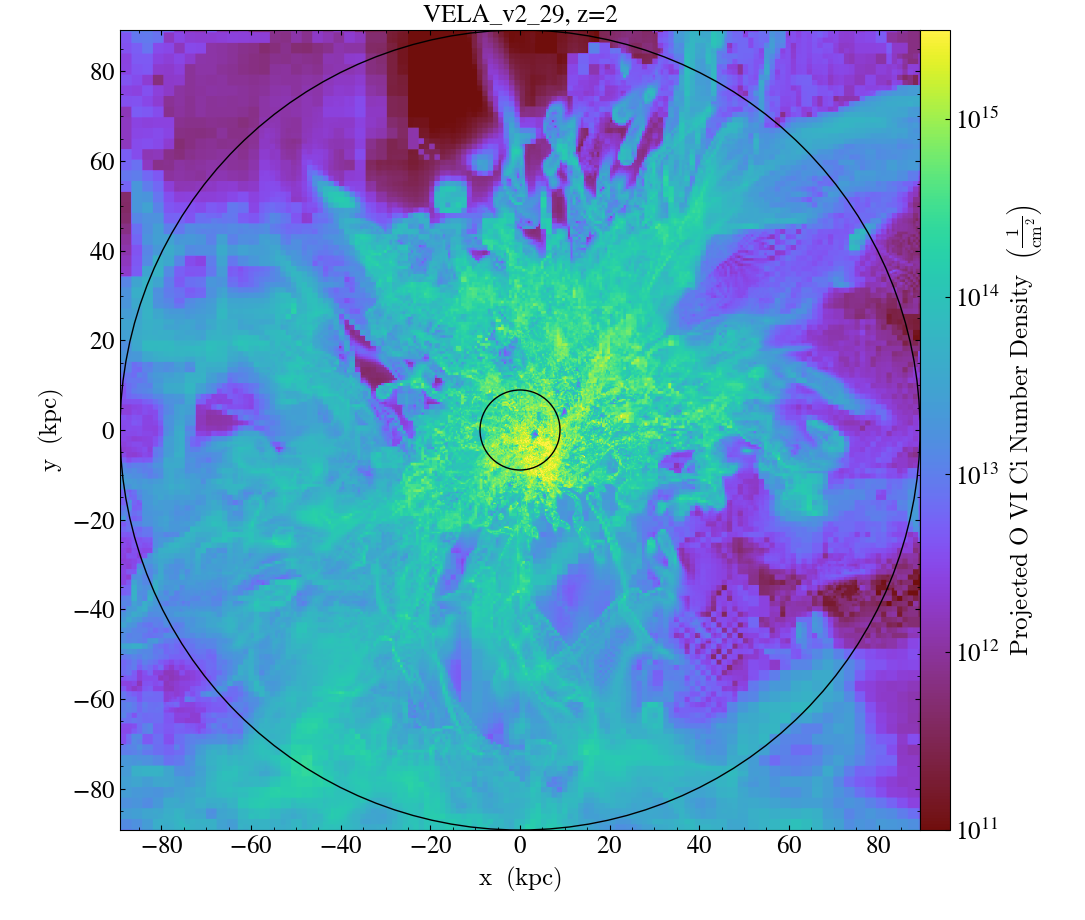 VELA_v2_29, z=2
80
60
40
20
0
−20
−40
−60
−80
y (kpc)
−80 −60 −40 −20 0 20 40 60 80
x (kpc)
10^15
10^14
10^13
10^12
10^11
Projected O VI Ci Number Density (1/cm^2)